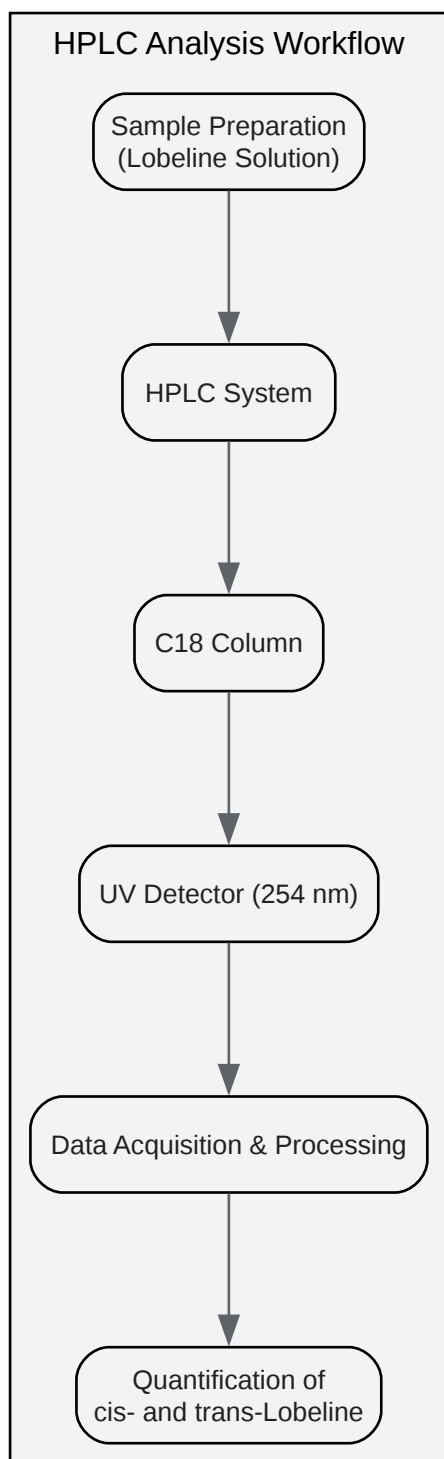 HPLC Analysis Workflow
Sample Preparation
(Lobeline Solution)
HPLC System
C18 Column
UV Detector (254 nm)
Data Acquisition & Processing
Quantification of
cis- and trans-Lobeline